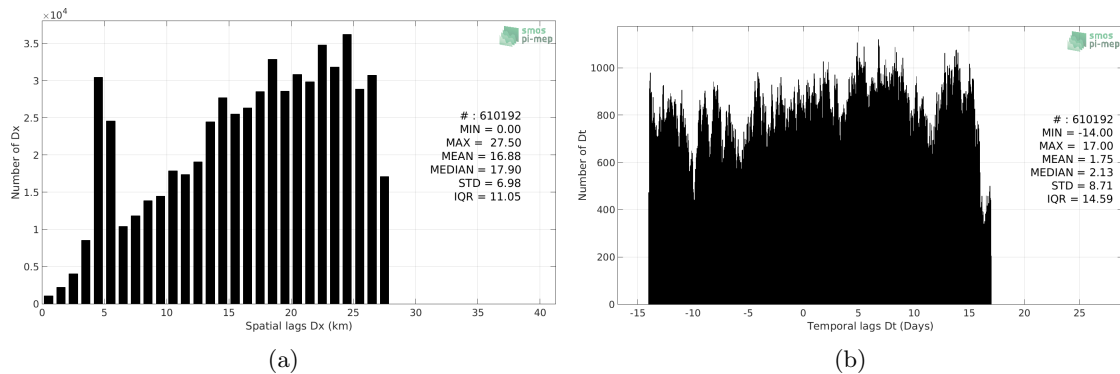 ×10⁴
3.5
3
2.5
2
1.5
1
0.5
0
0
5
10
15
20
25
30
35
40
Number of Dx
Spatial lags Dx (km)
smos
pi-mep
# : 610192
MIN = 0.00
MAX = 27.50
MEAN = 16.88
MEDIAN = 17.90
STD = 6.98
IQR = 11.05
(a)
1000
800
600
400
200
0
-15
-10
-5
0
5
10
15
20
25
Number of Dt
Temporal lags Dt (Days)
smos
pi-mep
# : 610192
MIN = -14.00
MAX = 17.00
MEAN = 1.75
MEDIAN = 2.13
STD = 8.71
IQR = 14.59
(b)